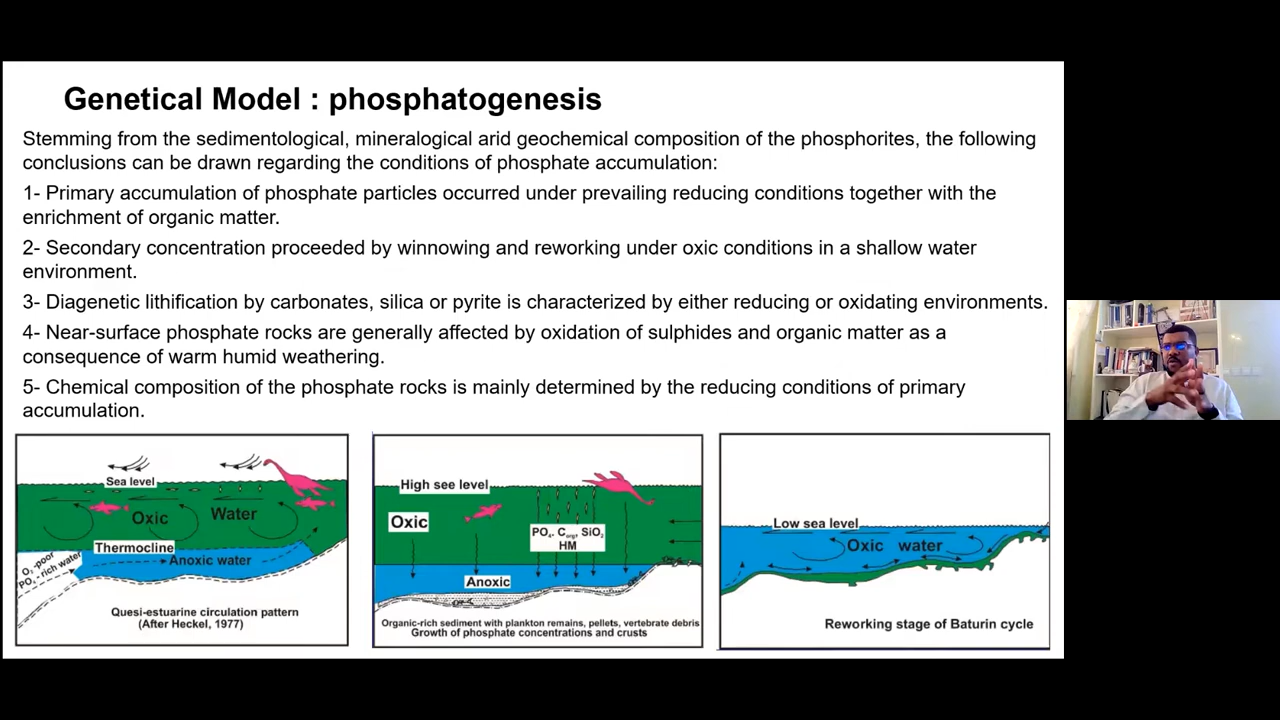 Genetical Model : phosphatogenesis
Stemming from the sedimentological, mineralogical arid geochemical composition of the phosphorites, the following
conclusions can be drawn regarding the conditions of phosphate accumulation:
1- Primary accumulation of phosphate particles occurred under prevailing reducing conditions together with the
enrichment of organic matter.
2- Secondary concentration proceeded by winnowing and reworking under oxic conditions in a shallow water
environment.
3- Diagenetic lithification by carbonates, silica or pyrite is characterized by either reducing or oxidating environments.
4- Near-surface phosphate rocks are generally affected by oxidation of sulphides and organic matter as a
consequence of warm humid weathering.
5- Chemical composition of the phosphate rocks is mainly determined by the reducing conditions of primary
accumulation.
Sea level
Oxic Water
Thermocline
Anoxic water
O₂-poor
PO₄-rich water
Quesi-estuarine circulation pattern
(After Heckel, 1977)
High see level
Oxic
PO₄. Corg. SiO₂
HM
Anoxic
Organic-rich sediment with plankton remains, pellets, vertebrate debris
Growth of phosphate concentrations and crusts
Low sea level
Oxic water
Reworking stage of Baturin cycle